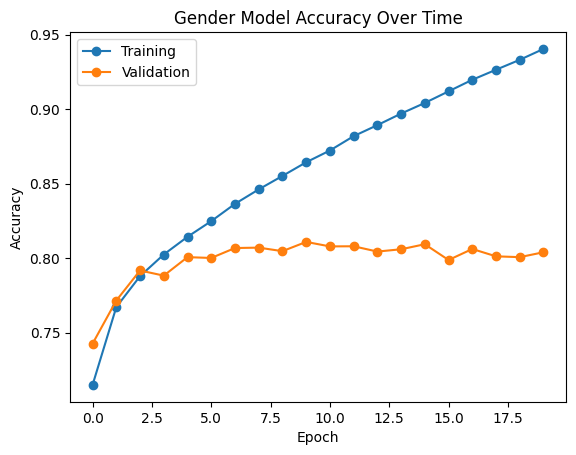 Gender Model Accuracy Over Time
Training
Validation
Accuracy
0.95
0.90
0.85
0.80
0.75
0.0 2.5 5.0 7.5 10.0 12.5 15.0 17.5
Epoch